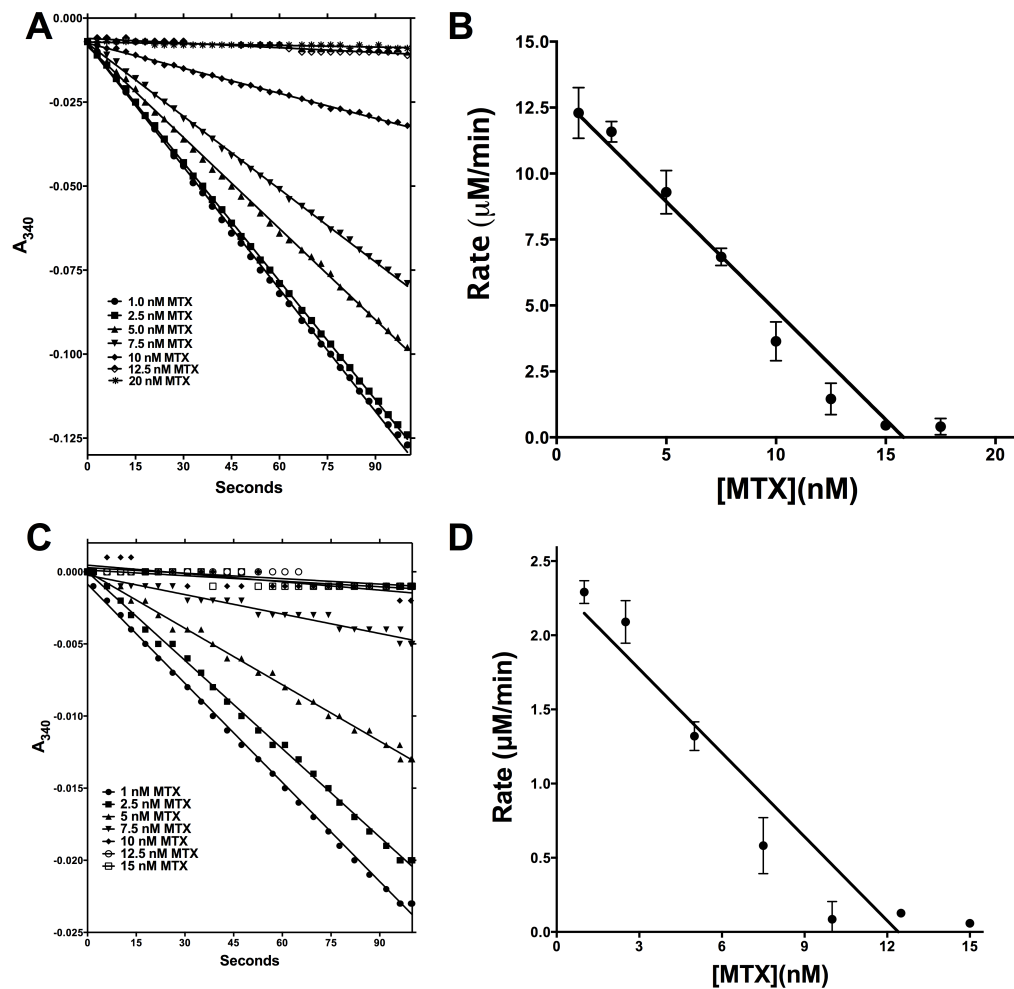 A
0.000
-0.025
-0.050
-0.075
-0.100
-0.125
A340
1.0 nM MTX
2.5 nM MTX
5.0 nM MTX
7.5 nM MTX
10 nM MTX
12.5 nM MTX
20 nM MTX
0 15 30 45 60 75 90
Seconds
B
15.0
12.5
10.0
7.5
5.0
2.5
0.0
Rate (μM/min)
0 5 10 15 20
[MTX](nM)
C
0.000
-0.005
-0.010
-0.015
-0.020
-0.025
A340
1 nM MTX
2.5 nM MTX
5 nM MTX
7.5 nM MTX
10 nM MTX
12.5 nM MTX
15 nM MTX
0 15 30 45 60 75 90
Seconds
D
2.5
2.0
1.5
1.0
0.5
0.0
Rate (μM/min)
0 3 6 9 12 15
[MTX](nM)